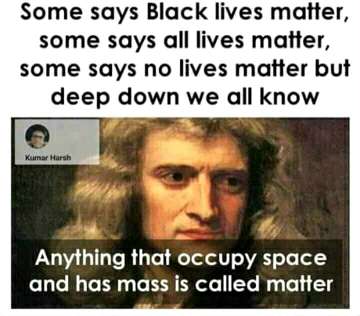 Some says Black lives matter,
some says all lives matter,
some says no lives matter but
deep down we all know
Kumar Harsh
Anything that occupy space
and has mass is called matter